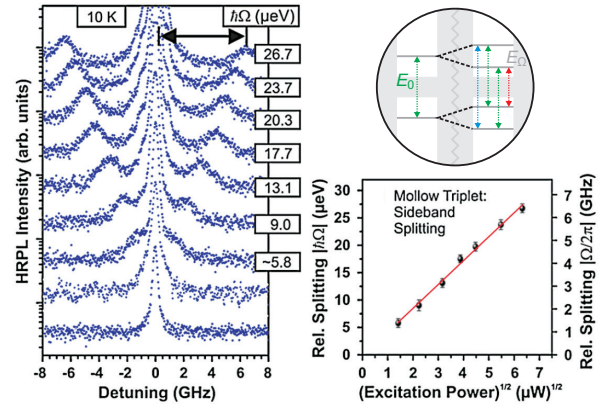 10 K
ℏΩ (μeV)
26.7
23.7
20.3
17.7
13.1
9.0
~5.8
HRPL Intensity (arb. units)
-8 -6 -4 -2 0 2 4 6 8
Detuning (GHz)
E0
EΩ
Mollow Triplet:
Sideband
Splitting
Rel. Splitting |ℏΩ| (μeV)
30
25
20
15
10
5
0
Rel. Splitting |Ω/2π| (GHz)
7
6
5
4
3
2
1
0
0 1 2 3 4 5 6 7
(Excitation Power)^1/2 (μW)^1/2